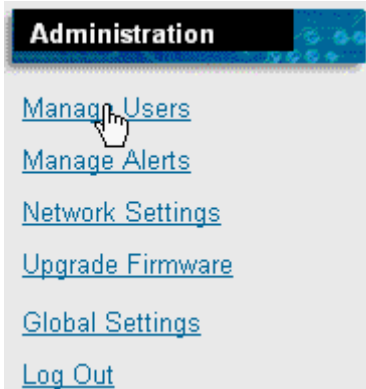 Administration
Manage Users
Manage Alerts
Network Settings
Upgrade Firmware
Global Settings
Log Out